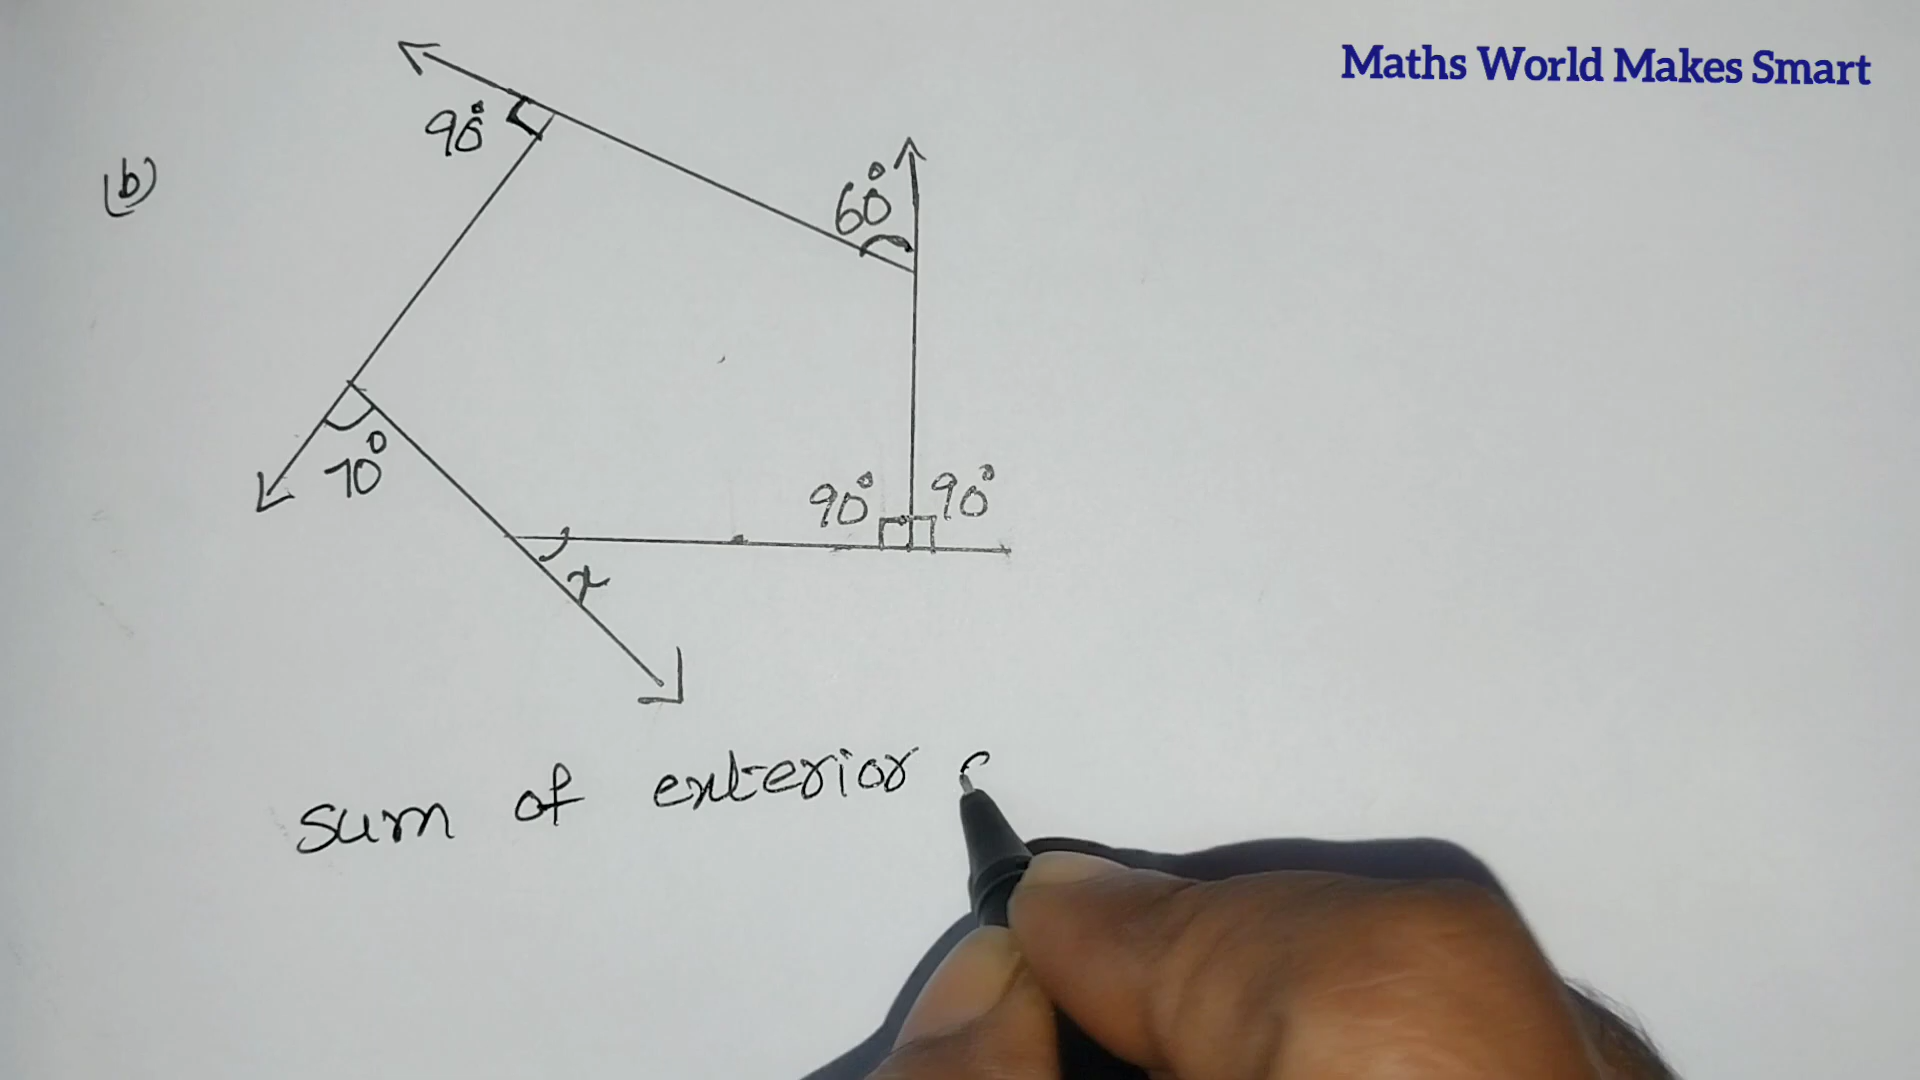 Maths World Makes Smart
90°
60°
(b)
70°
90° 90°
x
sum of exterior